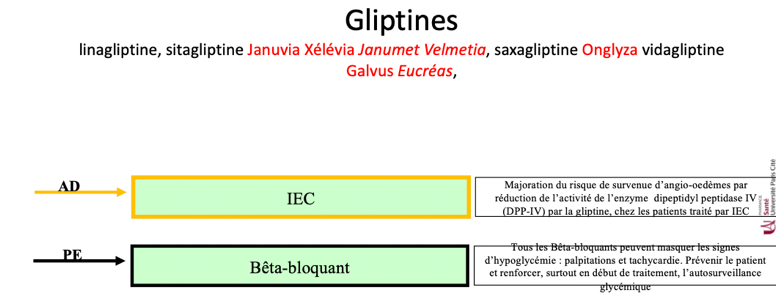 Gliptines
linagliptine, sitagliptine Januvia Xélévia Janumet Velmetia, saxagliptine Onglyza vidagliptine
Galvus Eucréas,
AD
IEC
Majoration du risque de survenue d’angio-oedèmes par
réduction de l’activité de l’enzyme dipeptidyl peptidase IV
(DPP-IV) par la gliptine, chez les patients traité par IEC
PE
Bêta-bloquant
Tous les Bêta-bloquants peuvent masquer les signes
d’hypoglycémie : palpitations et tachycardie. Prévenir le patient
et renforcer, surtout en début de traitement, l’autosurveillance
glycémique
Santé
Université Paris Cité